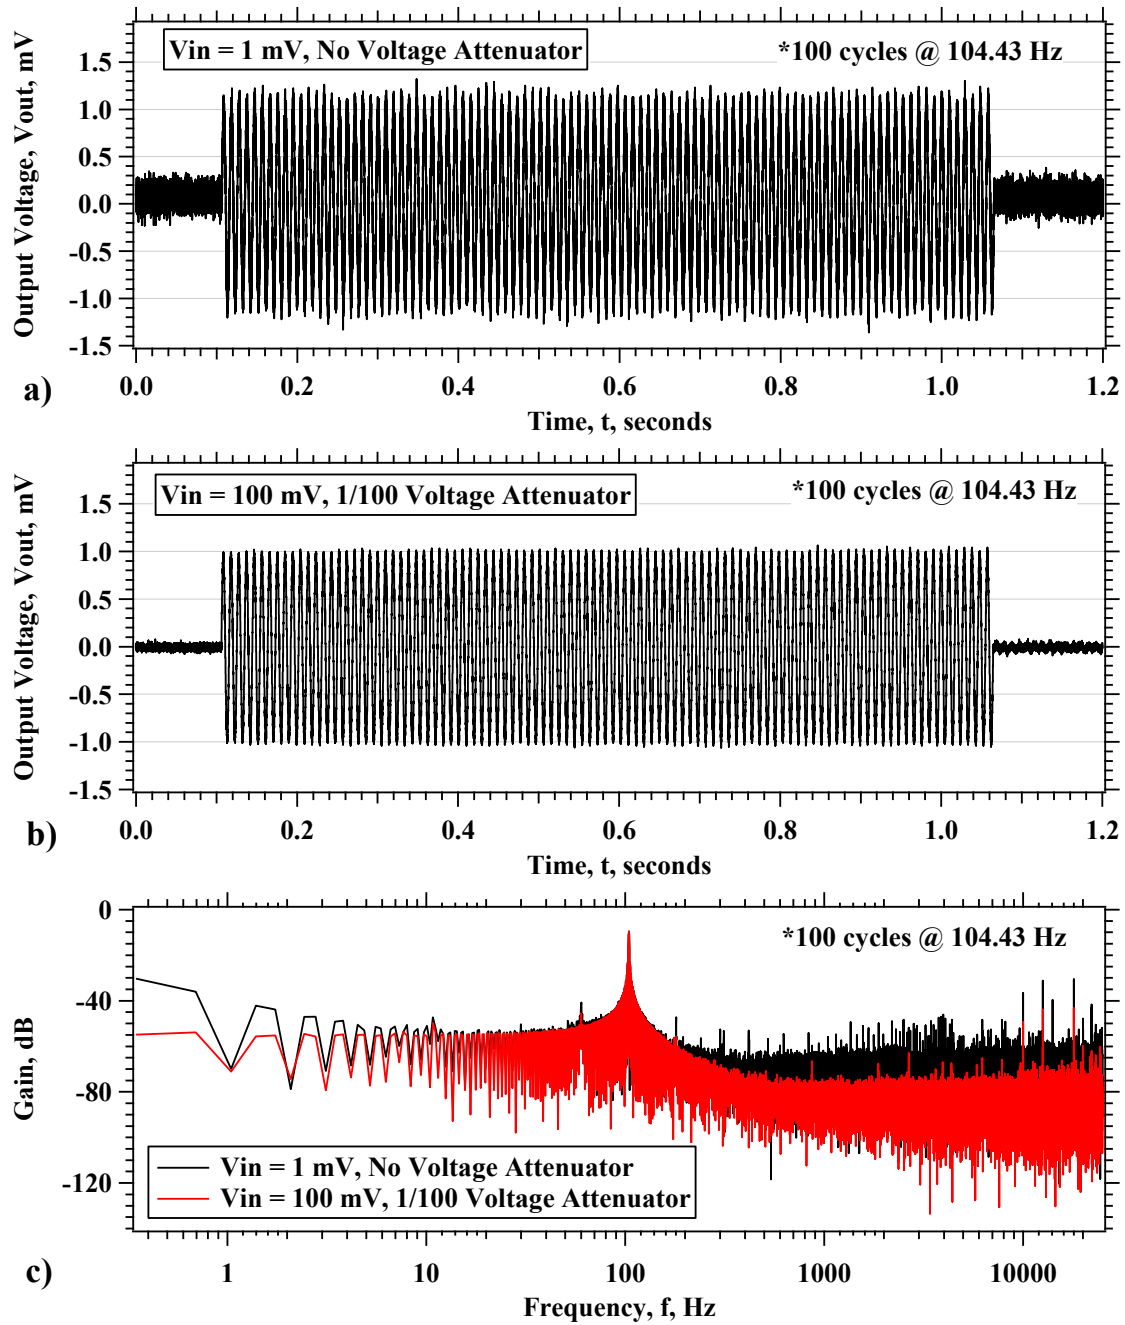 Vin = 1 mV, No Voltage Attenuator
*100 cycles @ 104.43 Hz
Output Voltage, Vout, mV
1.5
1.0
0.5
0.0
-0.5
-1.0
-1.5
0.0 0.2 0.4 0.6 0.8 1.0 1.2
a)
Time, t, seconds
Vin = 100 mV, 1/100 Voltage Attenuator
*100 cycles @ 104.43 Hz
Output Voltage, Vout, mV
1.5
1.0
0.5
0.0
-0.5
-1.0
-1.5
0.0 0.2 0.4 0.6 0.8 1.0 1.2
b)
Time, t, seconds
*100 cycles @ 104.43 Hz
Gain, dB
0
-40
-80
-120
Vin = 1 mV, No Voltage Attenuator
Vin = 100 mV, 1/100 Voltage Attenuator
1 10 100 1000 10000
c)
Frequency, f, Hz